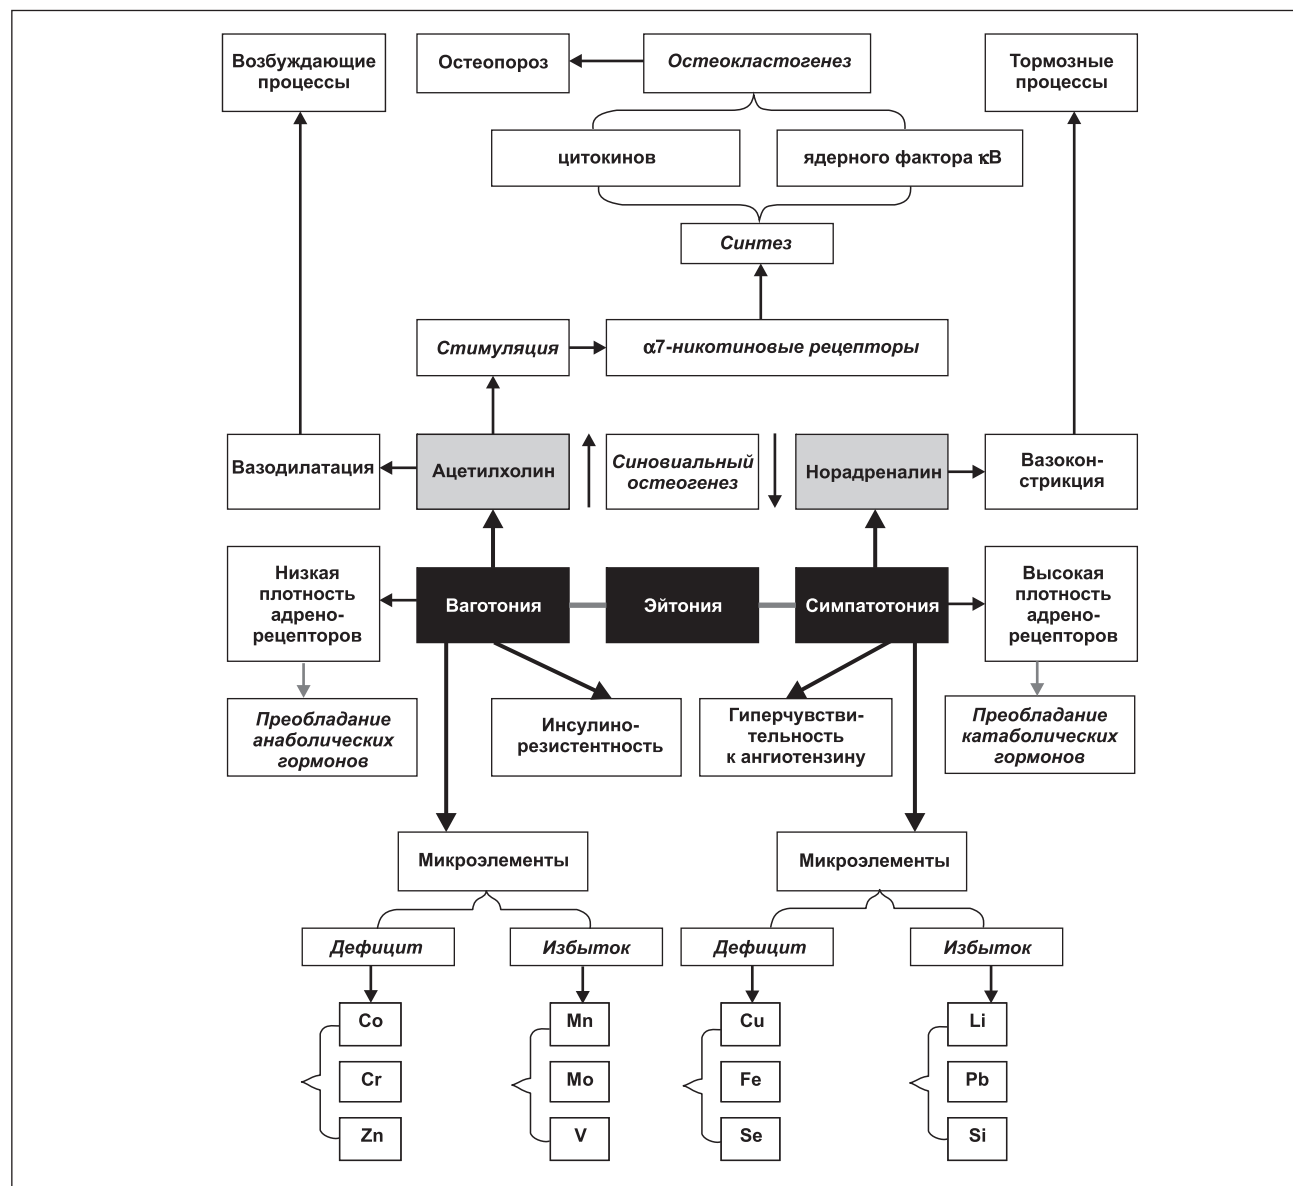 Возбуждающие
процессы
Остеопороз
Остеокластогенез
Тормозные
процессы
цитокинов
ядерного фактора κB
Синтез
Стимуляция
α7-никотиновые рецепторы
Вазодилатация
Ацетилхолин
Синовиальный
остеогенез
Норадреналин
Вазокон-
стрикция
Низкая
плотность
адрено-
рецепторов
Ваготония
Эйтония
Симпатотония
Высокая
плотность
адрено-
рецепторов
Преобладание
анаболических
гормонов
Инсулино-
резистентность
Гиперчувстви-
тельность
к ангиотензину
Преобладание
катаболических
гормонов
Микроэлементы
Микроэлементы
Дефицит
Избыток
Дефицит
Избыток
Co
Mn
Cu
Li
Cr
Mo
Fe
Pb
Zn
V
Se
Si